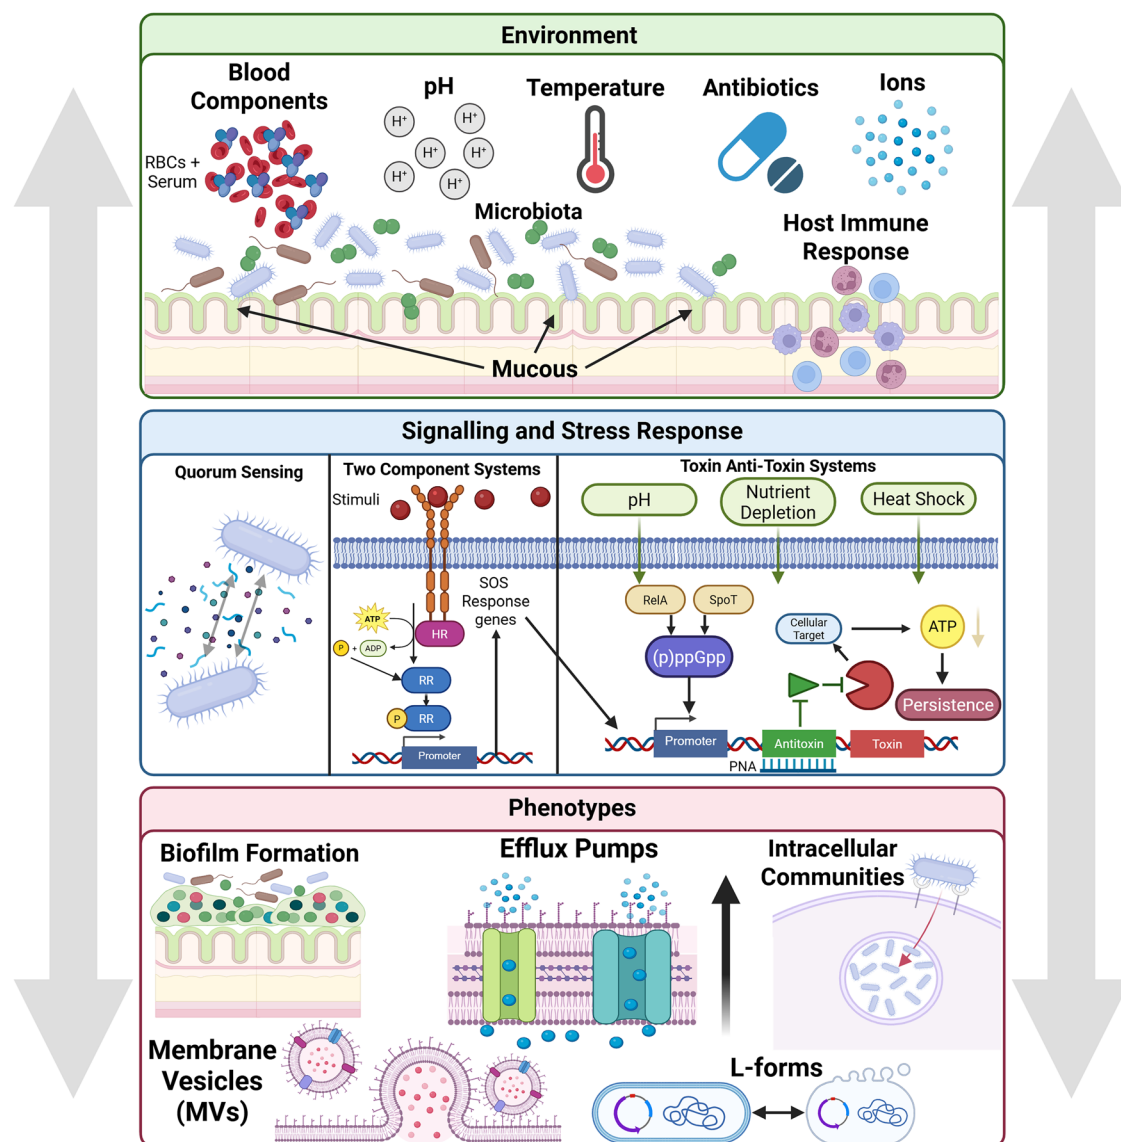 Environment
Blood
Components
pH
Temperature
Antibiotics
Ions
RBCs +
Serum
H+
H+
H+
H+
H+
H+
Microbiota
Host Immune
Response
Mucous
Signalling and Stress Response
Quorum Sensing
Two Component Systems
Stimuli
ATP
P + ADP
HR
RR
P RR
Promoter
SOS
Response
genes
Toxin Anti-Toxin Systems
pH
Nutrient
Depletion
Heat Shock
RelA
SpoT
(p)ppGpp
Cellular
Target
ATP
Persistence
Promoter
Antitoxin
Toxin
PNA
Phenotypes
Biofilm Formation
Efflux Pumps
Intracellular
Communities
Membrane
Vesicles
(MVs)
L-forms